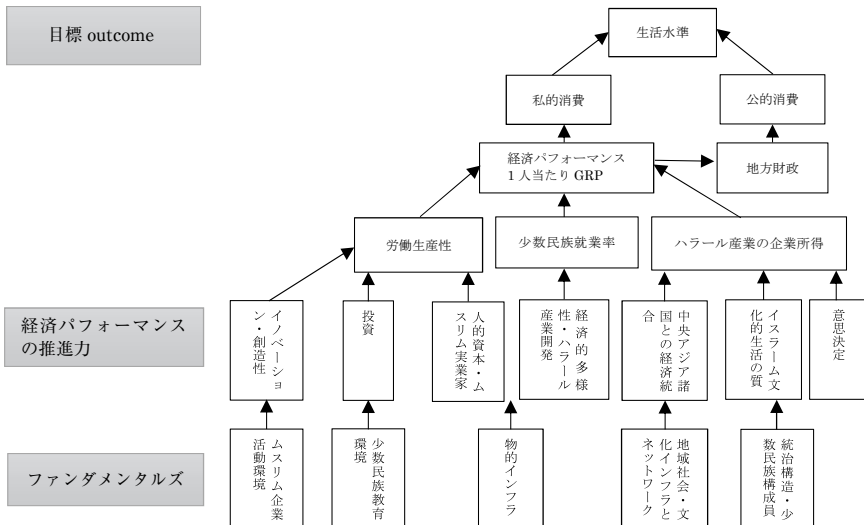 目標 outcome
生活水準
私的消費
公的消費
経済パフォーマンス
1 人当たり GRP
地方財政
労働生産性
少数民族就業率
ハラール産業の企業所得
経済パフォーマンス
の推進力
イノベーショ
ン・創造性
投資
人的資本・ム
スリム実業家
経済的多様
性・ハラール
産業開発
中央アジア諸
国との経済統
合
イスラーム文
化的生活の質
意思決定
ファンダメンタルズ
ムスリム企業
活動環境
少数民族教育
環境
物的インフラ
地域社会・文
化インフラと
ネットワーク
統治構造・少
数民族構成員